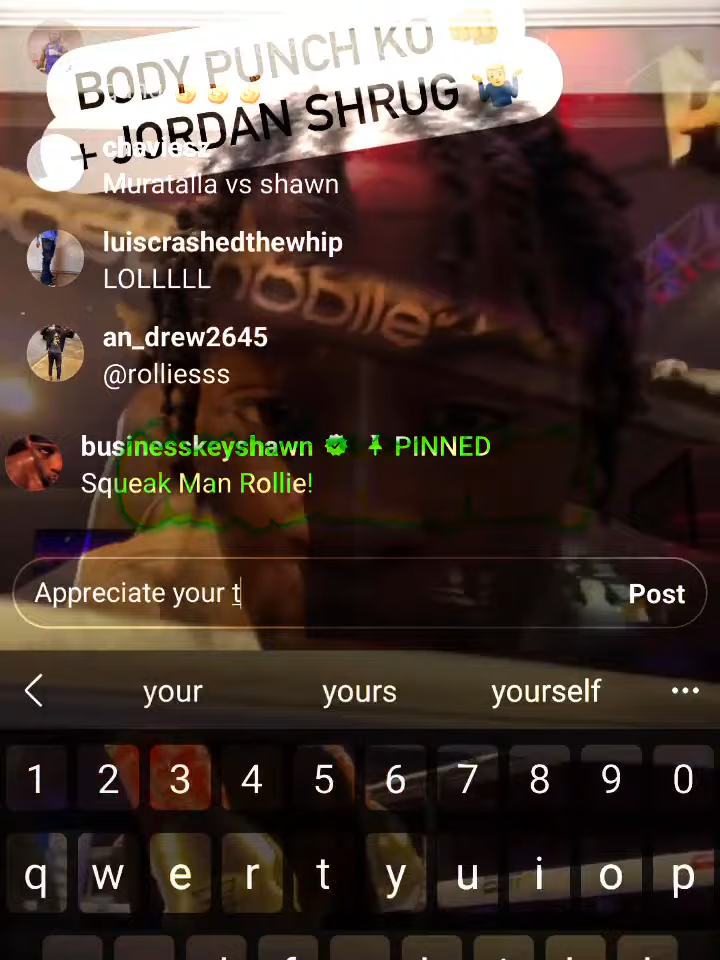 BODY PUNCH KO 👊
+ JORDAN SHRUG 🤷‍♂️
chaviesz
Muratalla vs shawn
luiscrashedthewhip
LOLLLLL
an_drew2645
@rolliesss
businesskeyshawn PINNED
Squeak Man Rollie!
Appreciate your t
Post
your yours yourself ...
1 2 3 4 5 6 7 8 9 0
q w e r t y u i o p